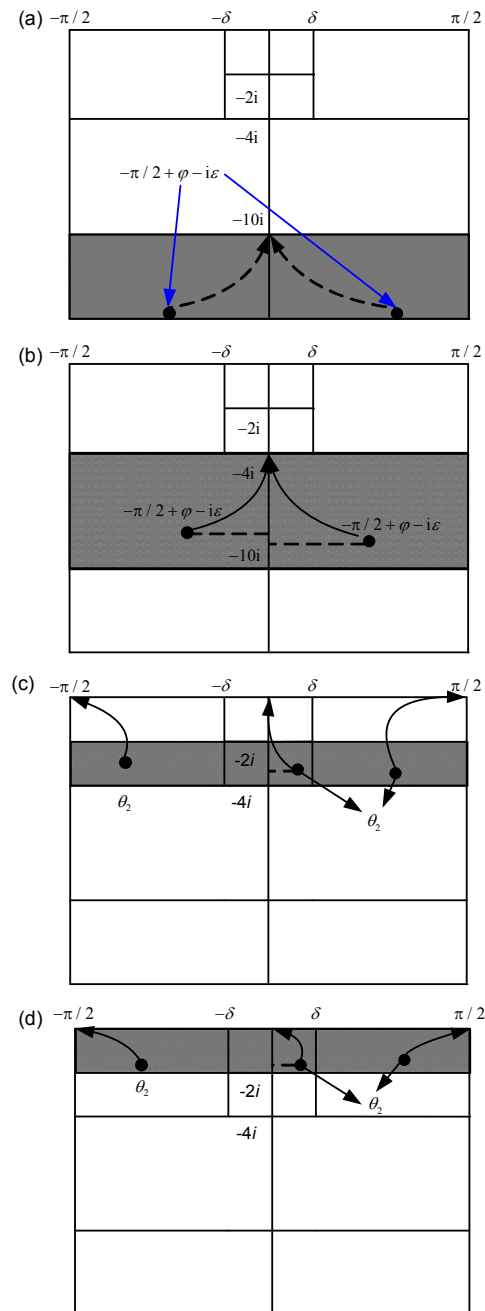 (a)
−π / 2 −δ δ π / 2
−2i
−4i
−π / 2 + φ − iε
−10i
(b)
−π / 2 −δ δ π / 2
−2i
−4i
−π / 2 + φ − iε −π / 2 + φ − iε
−10i
(c)
−π / 2 −δ δ π / 2
-2i
θ₂ -4i θ₂
(d)
−π / 2 −δ δ π / 2
θ₂ -2i θ₂
-4i